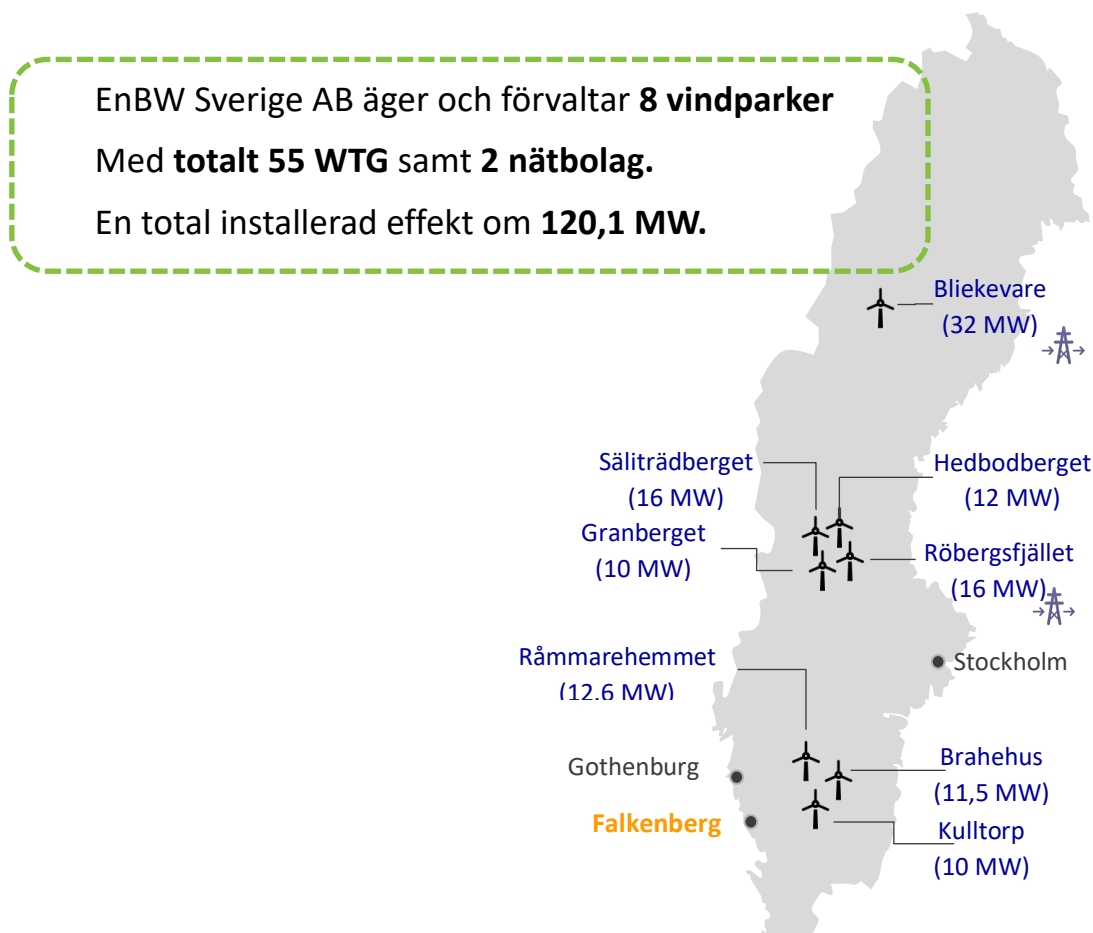 EnBW Sverige AB äger och förvaltar 8 vindparker
Med totalt 55 WTG samt 2 nätbolag.
En total installerad effekt om 120,1 MW.
Bliekevare
(32 MW)
Säliträdberget
(16 MW)
Hedbodberget
(12 MW)
Granberget
(10 MW)
Röbergsfjället
(16 MW)
Råmmarehemmet
(12.6 MW)
Stockholm
Gothenburg
Brahehus
(11,5 MW)
Falkenberg
Kulltorp
(10 MW)